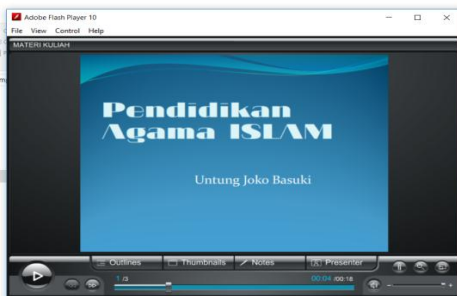 Adobe Flash Player 10
File View Control Help
MATERI KULIAH
Pendidikan
Agama ISLAM
Untung Joko Basuki
Outlines Thumbnails Notes Presenter
1 /3 00:04 /00:16